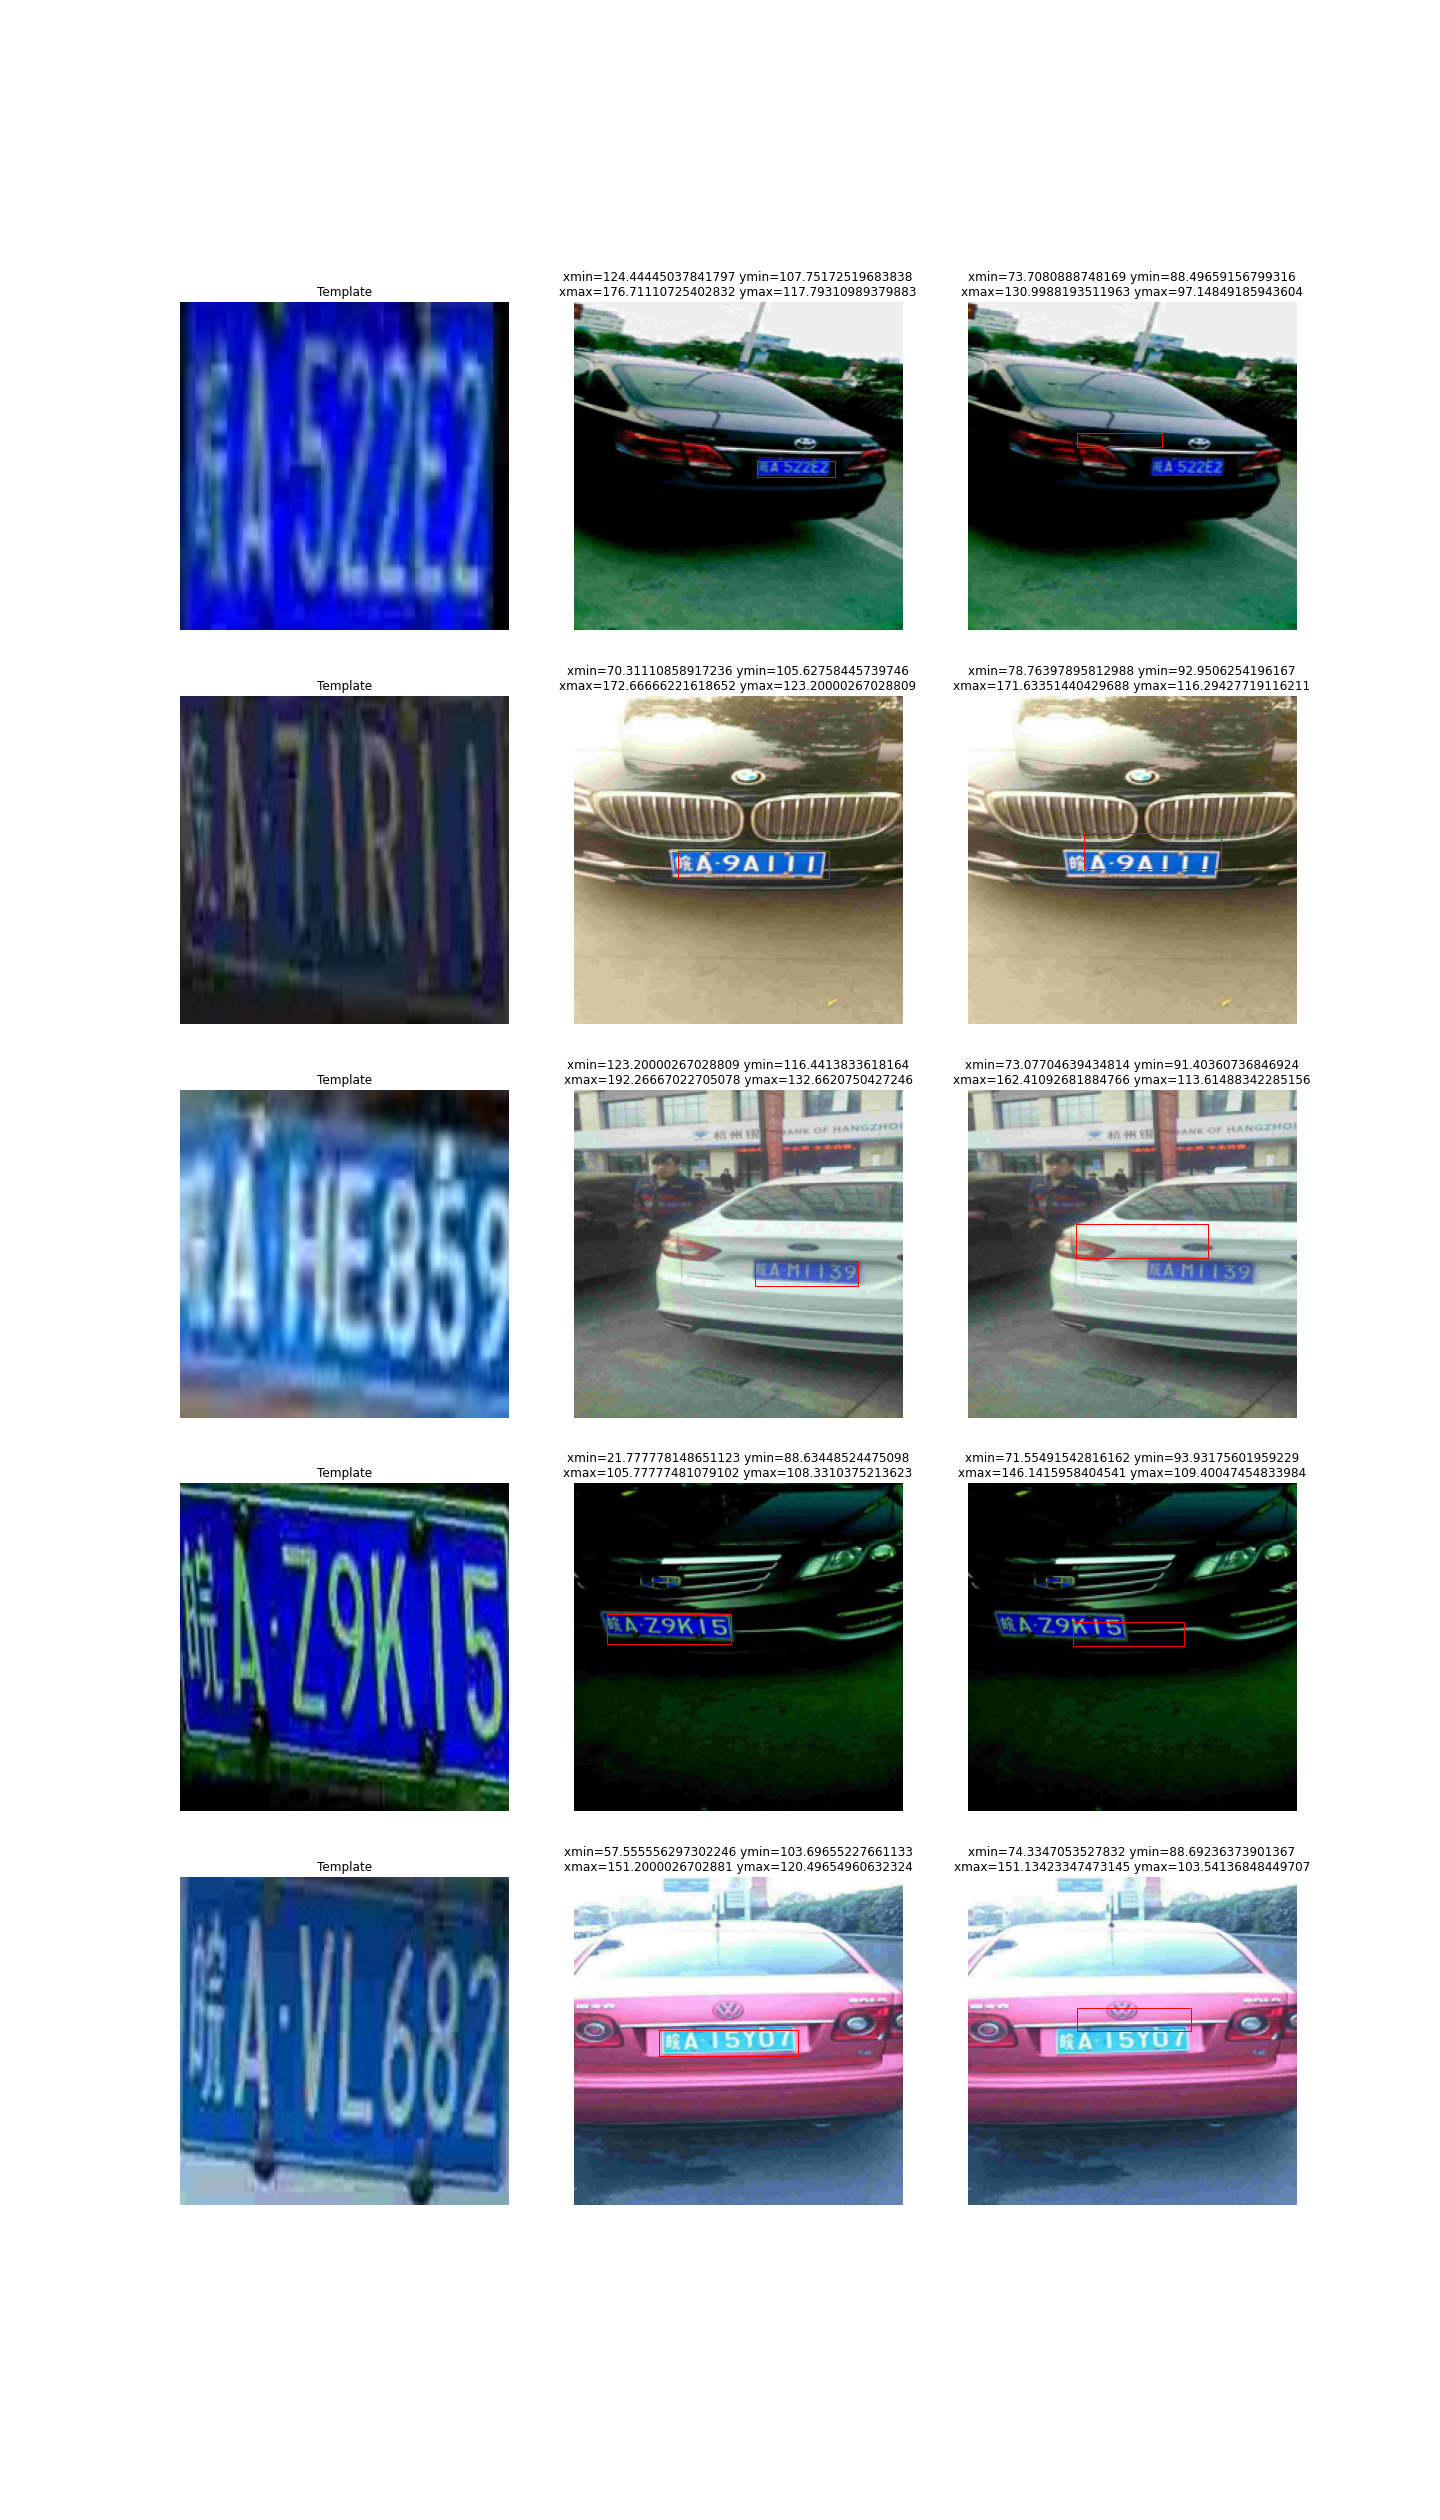 xmin=124.44445037841797 ymin=107.75172519683838
xmax=176.71110725402832 ymax=117.79310989379883
xmin=73.7080888748169 ymin=88.49659156799316
xmax=130.9988193511963 ymax=97.14849185943604
Template
皖A 522E2
皖A 522E2
皖A 522E2
xmin=70.31110858917236 ymin=105.62758445739746
xmax=172.66666221618652 ymax=123.20000267028809
xmin=78.76397895812988 ymin=92.9506254196167
xmax=171.63351440429688 ymax=116.29427719116211
Template
A·71R11
皖A·9A111
皖A·9A111
xmin=123.20000267028809 ymin=116.4413833618164
xmax=192.26667022705078 ymax=132.6620750427246
xmin=73.07704639434814 ymin=91.40360736846924
xmax=162.41092681884766 ymax=113.61488342285156
Template
A HE859
杭州银 BANK OF HANGZHOU
皖A·M1139
杭州银 BANK OF HANGZHOU
皖A·M1139
xmin=21.777778148651123 ymin=88.63448524475098
xmax=105.77777481079102 ymax=108.3310375213623
xmin=71.55491542816162 ymin=93.93175601959229
xmax=146.1415958404541 ymax=109.40047454833984
Template
皖A·Z9K15
皖A·Z9K15
皖A·Z9K15
xmin=57.555556297302246 ymin=103.69655227661133
xmax=151.2000026702881 ymax=120.49654960632324
xmin=74.3347053527832 ymin=88.69236373901367
xmax=151.13423347473145 ymax=103.54136848449707
Template
皖A·VL682
皖A·15Y07
皖A·15Y07